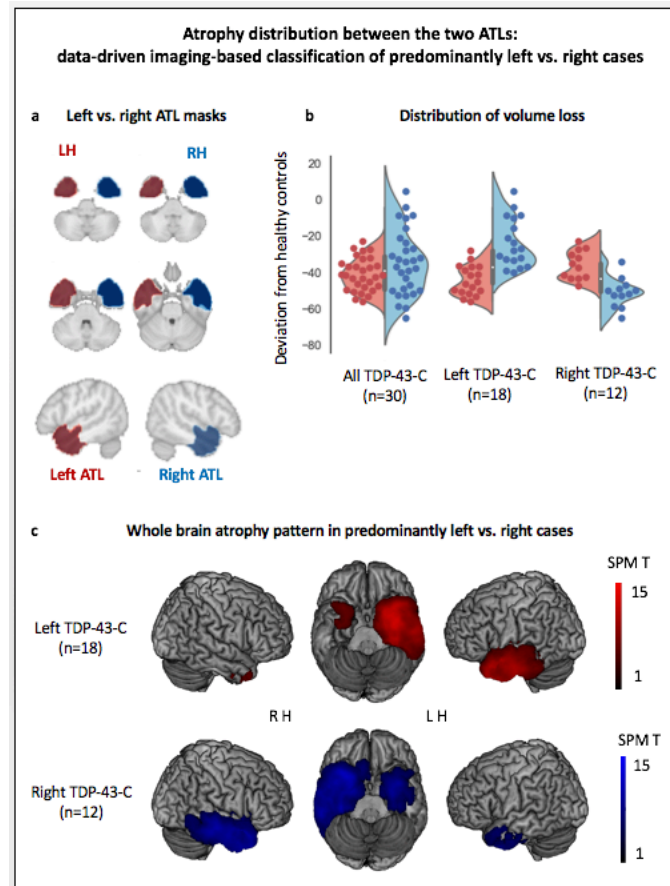 Atrophy distribution between the two ATLs:
data-driven imaging-based classification of predominantly left vs. right cases
a Left vs. right ATL masks
LH RH
Left ATL Right ATL
b Distribution of volume loss
Deviation from healthy controls
20
0
−20
−40
−60
−80
All TDP-43-C
(n=30)
Left TDP-43-C
(n=18)
Right TDP-43-C
(n=12)
c Whole brain atrophy pattern in predominantly left vs. right cases
SPM T
15
1
Left TDP-43-C
(n=18)
R H L H
SPM T
15
1
Right TDP-43-C
(n=12)